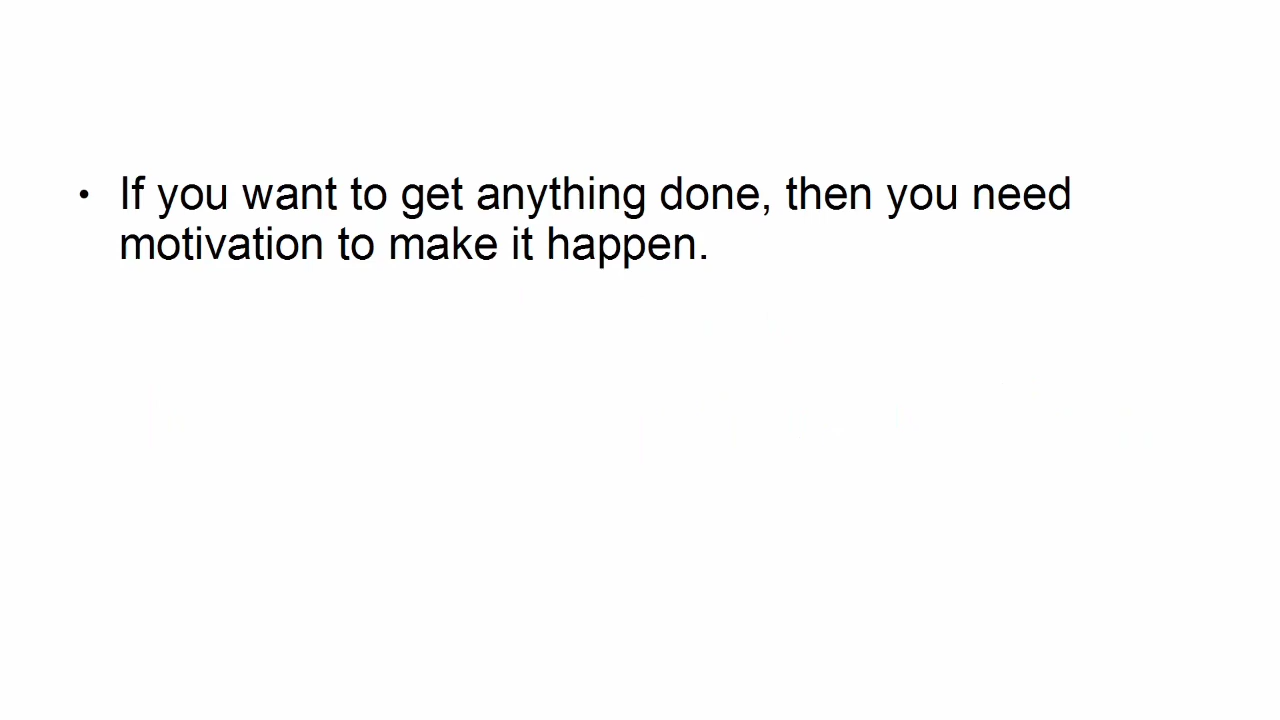 • If you want to get anything done, then you need
motivation to make it happen.